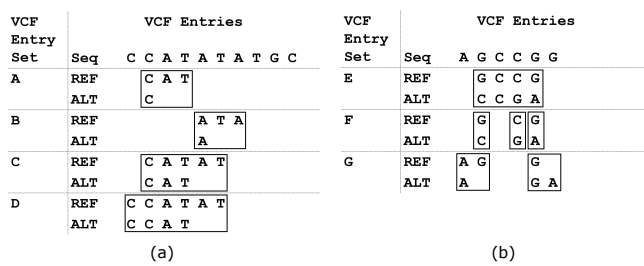 VCF Entry Set Seq VCF Entries C C A T A T A T G C
A REF C A T
ALT C
B REF A T A
ALT A
C REF C A T A T
ALT C A T
D REF C C A T A T
ALT C C A T
(a)
VCF Entry Set Seq VCF Entries A G C C G G
E REF G C C G
ALT C C G A
F REF G C G
ALT C G A
G REF A G G
ALT A G A
(b)